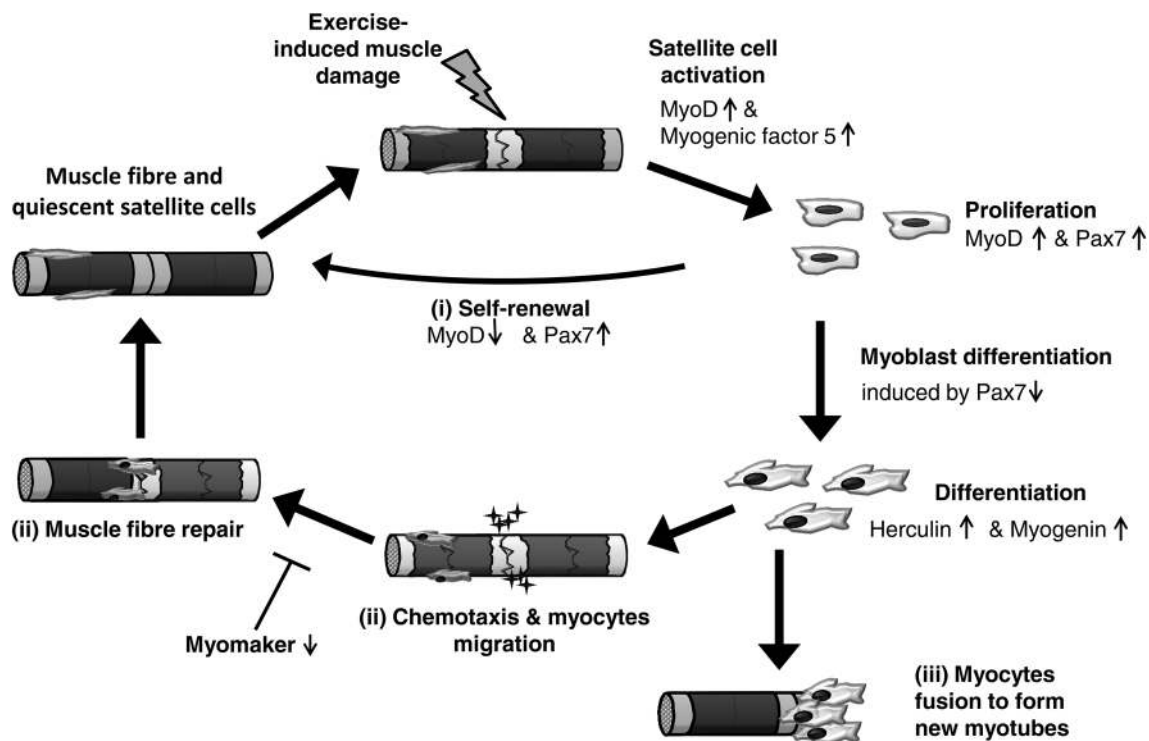 Exercise-
induced muscle
damage
Satellite cell
activation
MyoD ↑ &
Myogenic factor 5 ↑
Muscle fibre and
quiescent satellite cells
Proliferation
MyoD ↑ & Pax7 ↑
(i) Self-renewal
MyoD ↓ & Pax7 ↑
Myoblast differentiation
induced by Pax7 ↓
Differentiation
Herculin ↑ & Myogenin ↑
(ii) Muscle fibre repair
(ii) Chemotaxis & myocytes
migration
Myomaker ↓
(iii) Myocytes
fusion to form
new myotubes